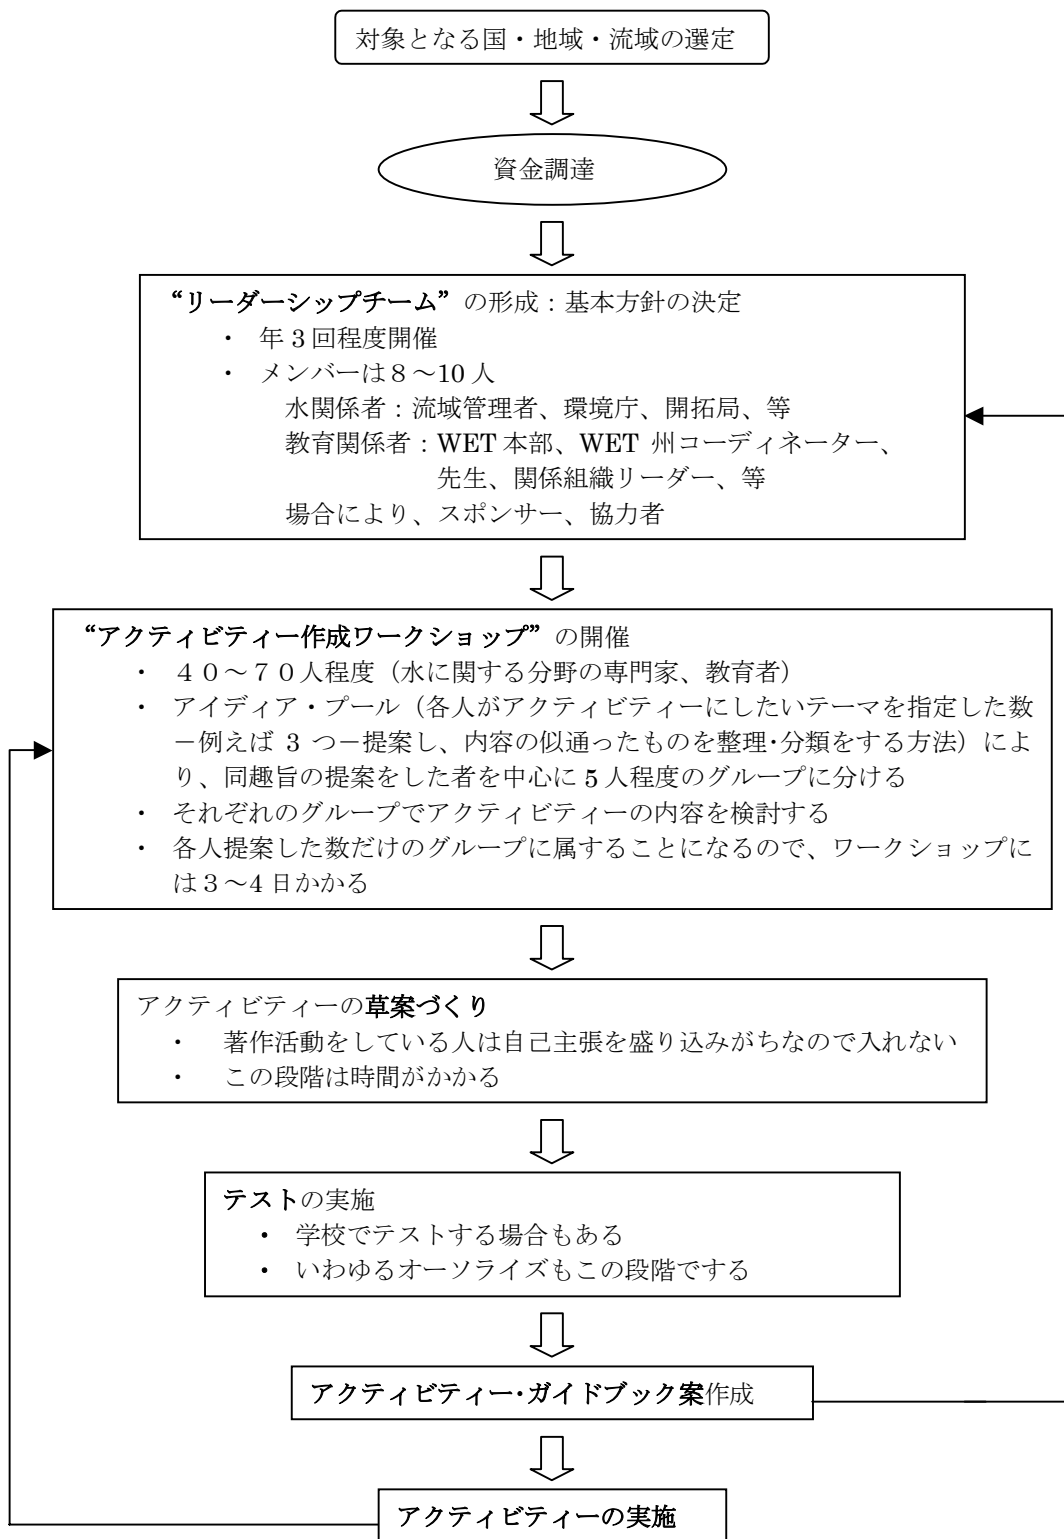 対象となる国・地域・流域の選定
資金調達
“リーダーシップチーム”の形成：基本方針の決定
・ 年 3 回程度開催
・ メンバーは８～10 人
水関係者：流域管理者、環境庁、開拓局、等
教育関係者：WET 本部、WET 州コーディネーター、
先生、関係組織リーダー、等
場合により、スポンサー、協力者
“アクティビティー作成ワークショップ”の開催
・ ４０～７０人程度（水に関する分野の専門家、教育者）
・ アイディア・プール（各人がアクティビティーにしたいテーマを指定した数
－例えば 3 つ－提案し、内容の似通ったものを整理･分類をする方法）によ
り、同趣旨の提案をした者を中心に 5 人程度のグループに分ける
・ それぞれのグループでアクティビティーの内容を検討する
・ 各人提案した数だけのグループに属することになるので、ワークショップに
は３～4 日かかる
アクティビティーの草案づくり
・ 著作活動をしている人は自己主張を盛り込みがちなので入れない
・ この段階は時間がかかる
テストの実施
・ 学校でテストする場合もある
・ いわゆるオーソライズもこの段階でする
アクティビティー･ガイドブック案作成
アクティビティーの実施